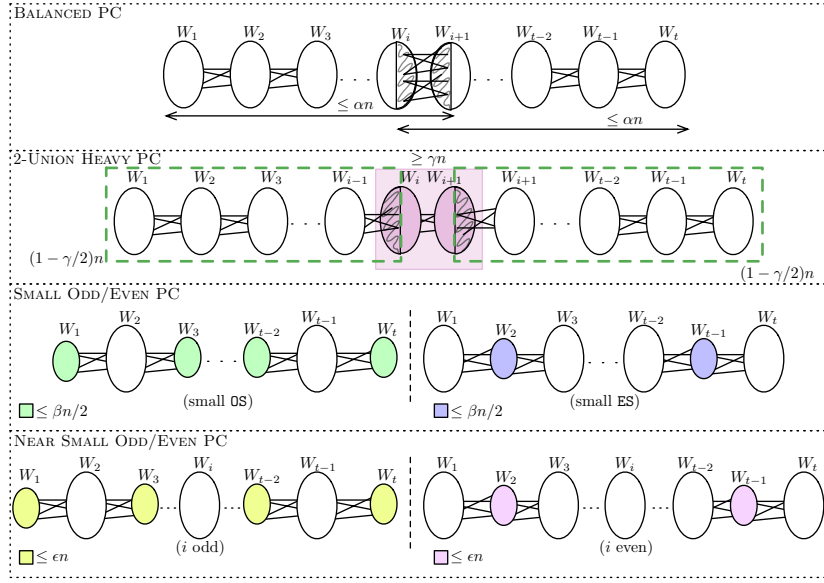 BALANCED PC
W_1 W_2 W_3 W_i W_{i+1} W_{t-2} W_{t-1} W_t
. . . . . .
≤ αn
≤ αn
2-UNION HEAVY PC
≥ γn
W_1 W_2 W_3 W_{i-1} W_i W_{i+1} W_{i+1} W_{t-2} W_{t-1} W_t
. . . . . .
(1 − γ/2)n
(1 − γ/2)n
SMALL ODD/EVEN PC
W_1 W_2 W_3 W_{t-2} W_{t-1} W_t W_1 W_2 W_3 W_{t-2} W_{t-1} W_t
. . . . . .
(small OS) (small ES)
≤ βn/2 ≤ βn/2
NEAR SMALL ODD/EVEN PC
W_1 W_2 W_3 W_i W_{t-2} W_{t-1} W_t W_1 W_2 W_3 W_i W_{t-2} W_{t-1} W_t
... ... ... ...
(i odd) (i even)
≤ ϵn ≤ ϵn